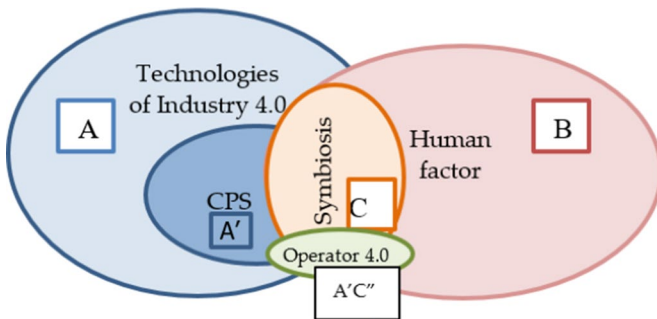 Technologies
of Industry 4.0
A
B
Symbiosis
Human
factor
CPS
A'
C
Operator 4.0
A'C"